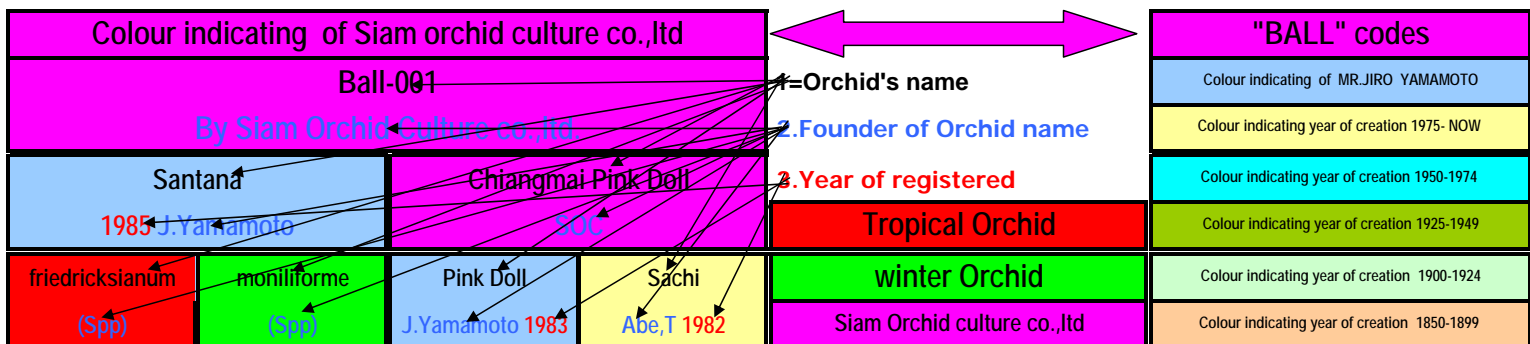 Colour indicating of Siam orchid culture co.,ltd
"BALL" codes
Ball-001
1=Orchid's name
Colour indicating of MR.JIRO YAMAMOTO
By Siam Orchid Culture co.,ltd.
2.Founder of Orchid name
Colour indicating year of creation 1975- NOW
Santana
Chiangmai Pink Doll
3.Year of registered
Colour indicating year of creation 1950-1974
1985 J.Yamamoto
SOC
Tropical Orchid
Colour indicating year of creation 1925-1949
friedricksianum
moniliforme
Pink Doll
Sachi
winter Orchid
Colour indicating year of creation 1900-1924
(Spp)
(Spp)
J.Yamamoto 1983
Abe,T 1982
Siam Orchid culture co.,ltd
Colour indicating year of creation 1850-1899